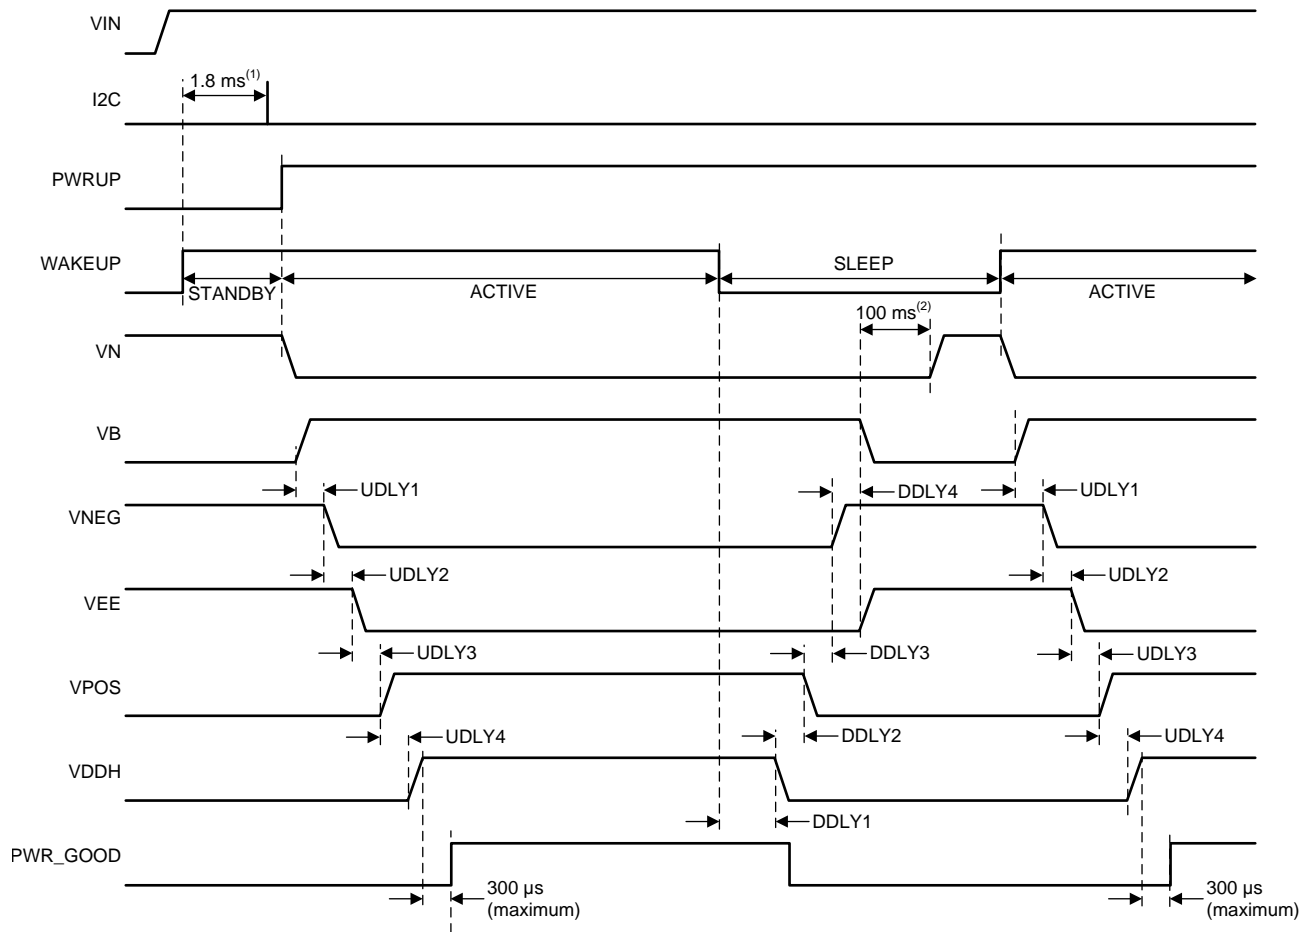 VIN
1.8 ms(1)
I2C
PWRUP
WAKEUP
SLEEP
STANDBY
ACTIVE
ACTIVE
100 ms(2)
VN
VB
UDLY1
DDLY4
UDLY1
VNEG
UDLY2
UDLY2
VEE
UDLY3
DDLY3
UDLY3
VPOS
UDLY4
DDLY2
UDLY4
VDDH
DDLY1
PWR_GOOD
300 µs
(maximum)
300 µs
(maximum)